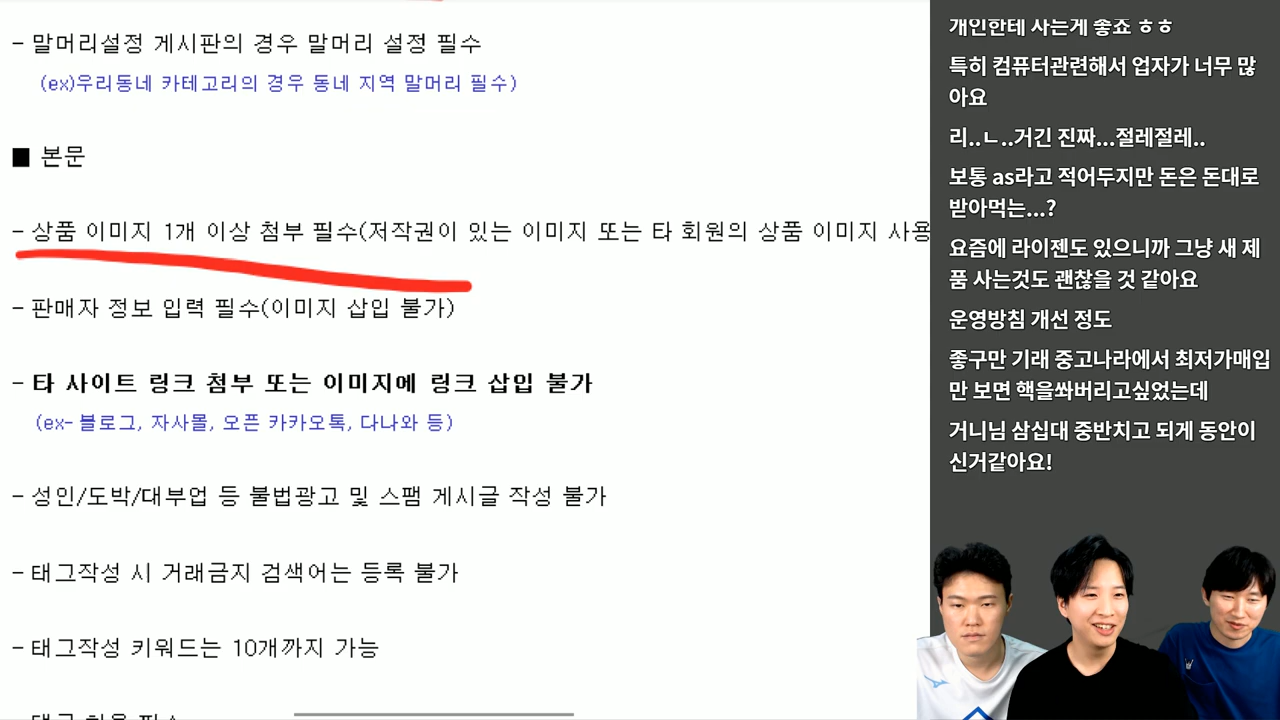 - 말머리설정 게시판의 경우 말머리 설정 필수
(ex)우리동네 카테고리의 경우 동네 지역 말머리 필수)
■ 본문
- 상품 이미지 1개 이상 첨부 필수(저작권이 있는 이미지 또는 타 회원의 상품 이미지 사용
- 판매자 정보 입력 필수(이미지 삽입 불가)
- 타 사이트 링크 첨부 또는 이미지에 링크 삽입 불가
(ex- 블로그, 자사몰, 오픈 카카오톡, 다나와 등)
- 성인/도박/대부업 등 불법광고 및 스팸 게시글 작성 불가
- 태그작성 시 거래금지 검색어는 등록 불가
- 태그작성 키워드는 10개까지 가능
개인한테 사는게 좋죠 ㅎㅎ
특히 컴퓨터관련해서 업자가 너무 많
아요
리..ㄴ..거긴 진짜...절레절레..
보통 as라고 적어두지만 돈은 돈대로
받아먹는...?
요즘에 라이젠도 있으니까 그냥 새 제
품 사는것도 괜찮을 것 같아요
운영방침 개선 정도
좋구만 기래 중고나라에서 최저가매입
만 보면 핵을쏴버리고싶었는데
거니님 삼십대 중반치고 되게 동안이
신거같아요!